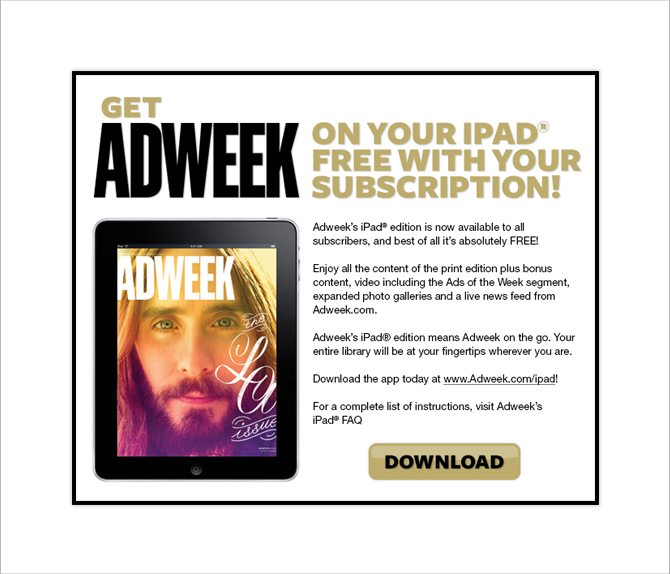 GET
ADWEEK
ON YOUR IPAD®
FREE WITH YOUR
SUBSCRIPTION!
ADWEEK
the
LA
issue
Adweek's iPad® edition is now available to all
subscribers, and best of all it's absolutely FREE!
Enjoy all the content of the print edition plus bonus
content, video including the Ads of the Week segment,
expanded photo galleries and a live news feed from
Adweek.com.
Adweek's iPad® edition means Adweek on the go. Your
entire library will be at your fingertips wherever you are.
Download the app today at www.Adweek.com/ipad!
For a complete list of instructions, visit Adweek's
iPad® FAQ
DOWNLOAD